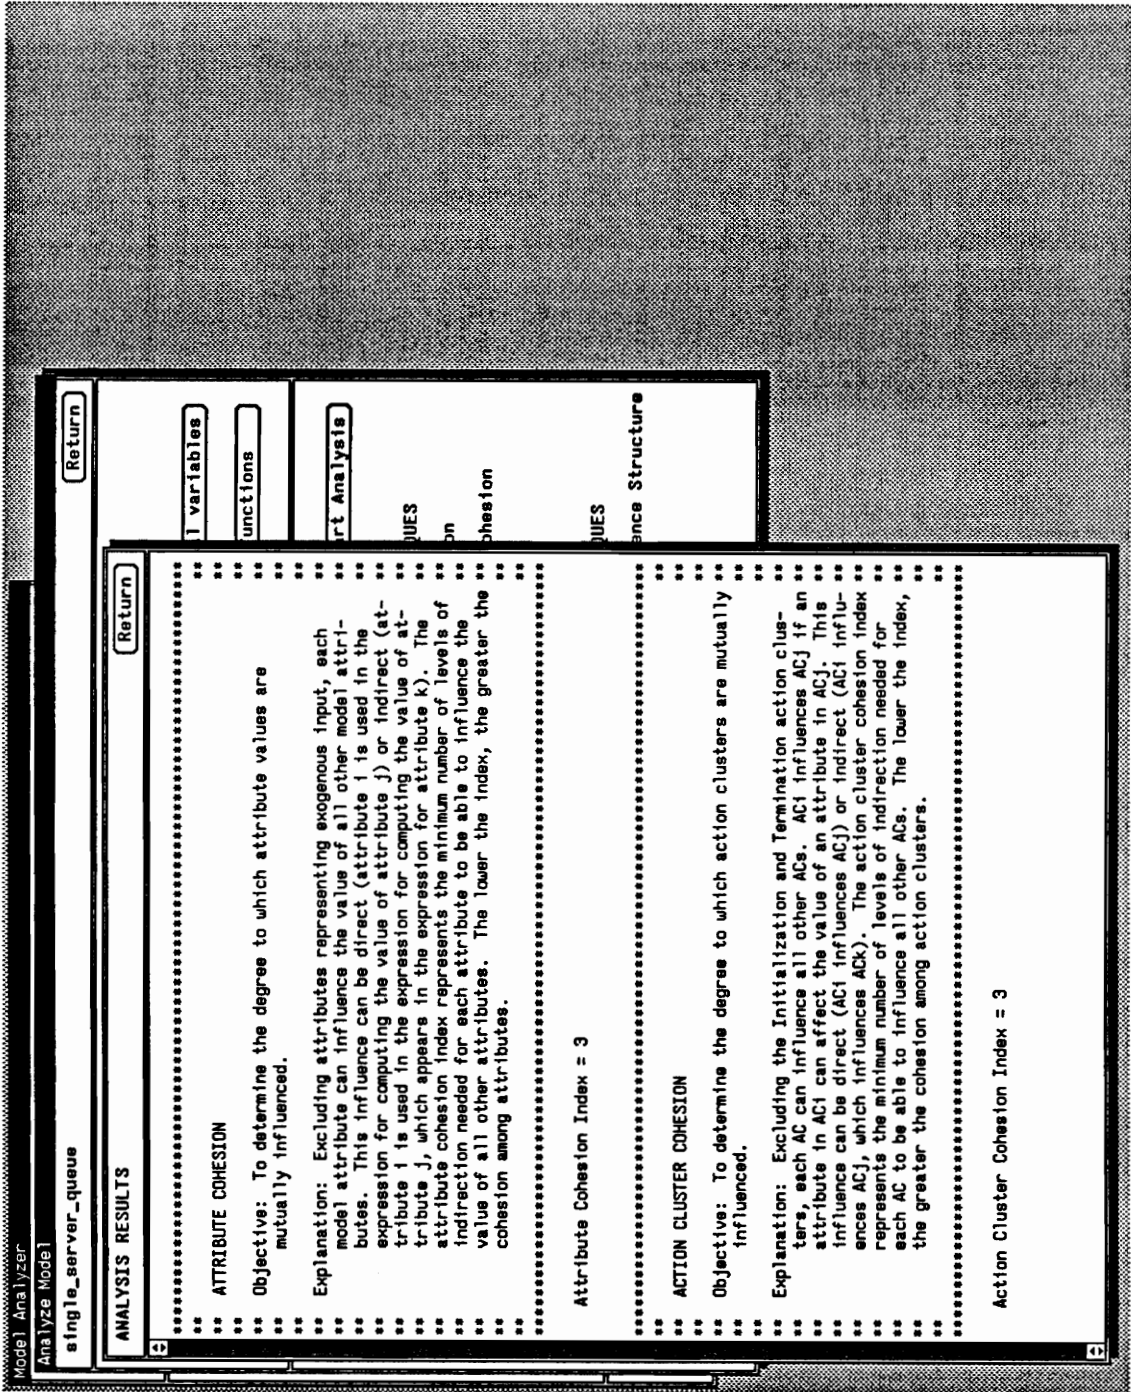 Model Analyzer
Analyze Model
single_server_queue
Return
l variables
unctions
rt Analysis
QUES
on
ohesion
QUES
ence Structure
ANALYSIS RESULTS
Return
*******************************************************************************
** **
** ATTRIBUTE COHESION **
** **
** Objective: To determine the degree to which attribute values are **
** mutually influenced. **
** **
** Explanation: Excluding attributes representing exogenous input, each **
** model attribute can influence the value of all other model attri- **
** butes. This influence can be direct (attribute i is used in the **
** expression for computing the value of attribute j) or indirect (at- **
** tribute i is used in the expression for computing the value of at- **
** tribute j, which appears in the expression for attribute k). The **
** attribute cohesion index represents the minimum number of levels of **
** indirection needed for each attribute to be able to influence the **
** value of all other attributes. The lower the index, the greater the **
** cohesion among attributes. **
** **
*******************************************************************************
Attribute Cohesion Index = 3
*******************************************************************************
** **
** ACTION CLUSTER COHESION **
** **
** Objective: To determine the degree to which action clusters are mutually **
** influenced. **
** **
** Explanation: Excluding the Initialization and Termination action clus- **
** ters, each AC can influence all other ACs. ACi influences ACj if an **
** attribute in ACi can affect the value of an attribute in ACj. This **
** influence can be direct (ACi influences ACj) or indirect (ACi influ- **
** ences ACj, which influences ACk). The action cluster cohesion index **
** represents the minimum number of levels of indirection needed for **
** each AC to be able to influence all other ACs. The lower the index, **
** the greater the cohesion among action clusters. **
** **
*******************************************************************************
Action Cluster Cohesion Index = 3